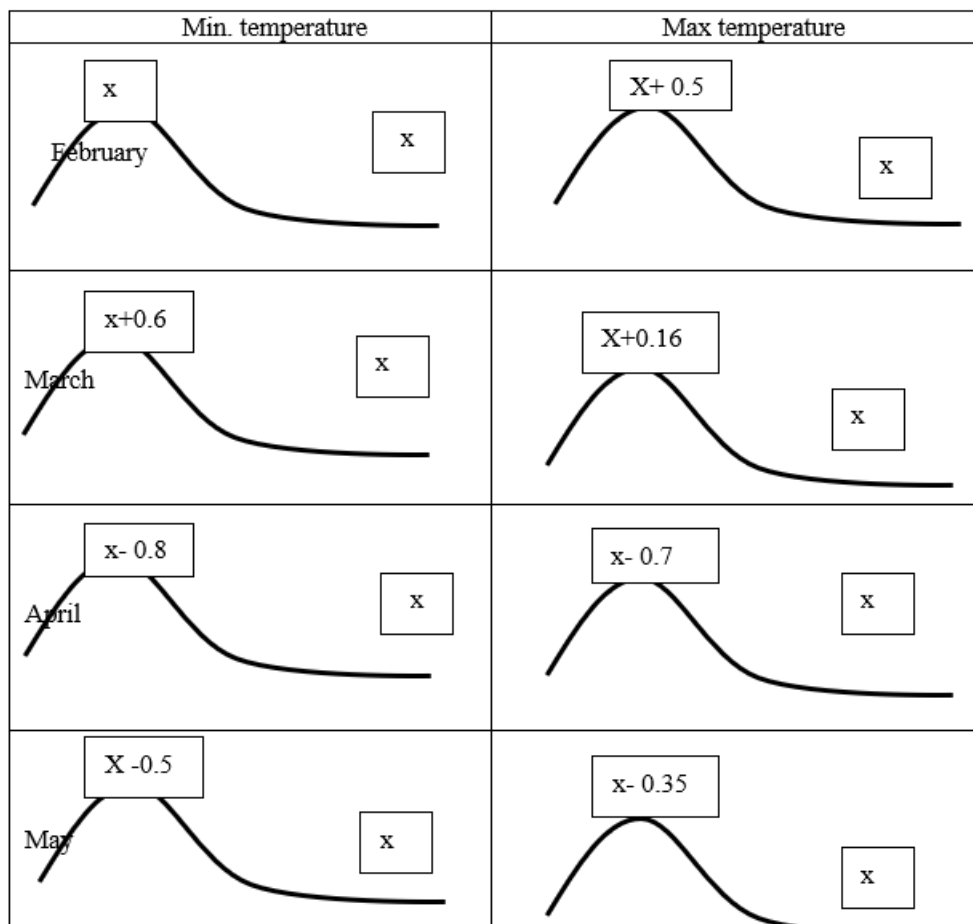 Min. temperature
Max temperature
x
x
February
X+ 0.5
x
x+0.6
x
March
X+0.16
x
x- 0.8
x
April
x- 0.7
x
X -0.5
x
May
x- 0.35
x